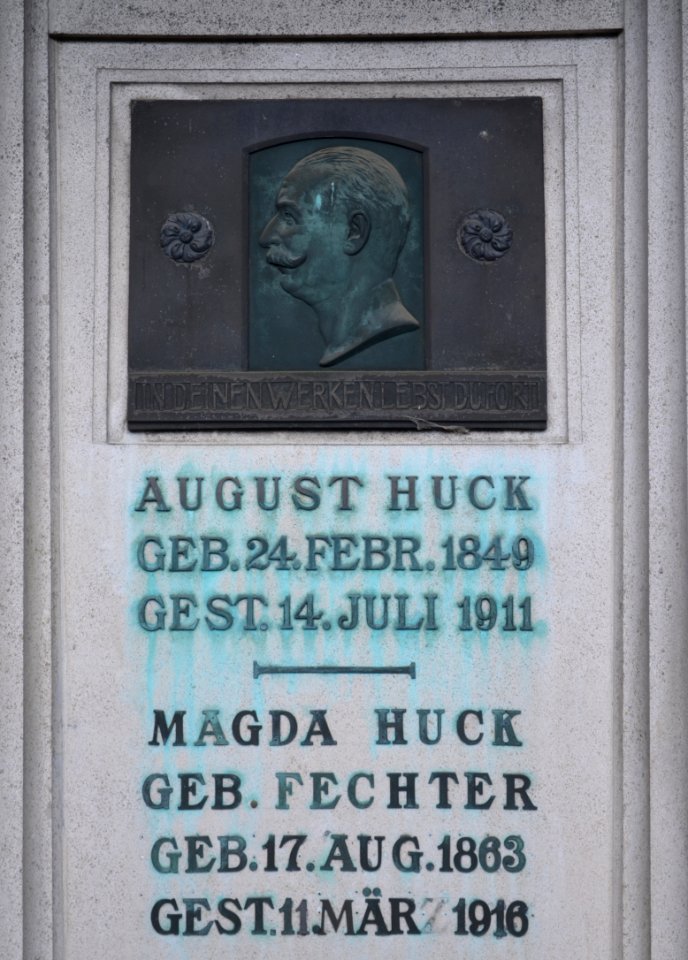 IN DEINEN WERKEN LEBST DU FORT
AUGUST HUCK
GEB. 24. FEBR. 1849
GEST. 14. JULI 1911
MAGDA HUCK
GEB. FECHTER
GEB. 17. AUG. 1863
GEST. 11. MÄRZ 1916